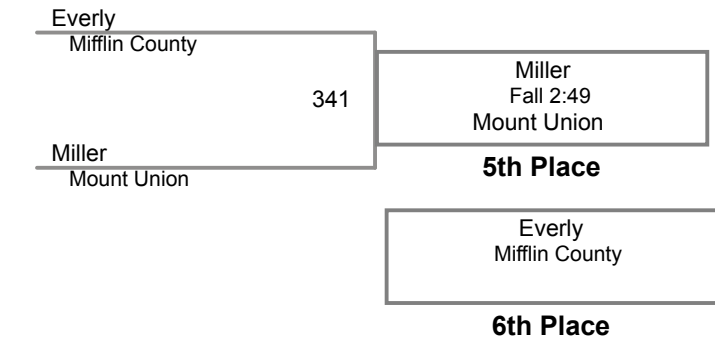 Everly
Mifflin County
341
Miller
Fall 2:49
Mount Union
5th Place
Miller
Mount Union
Everly
Mifflin County
6th Place